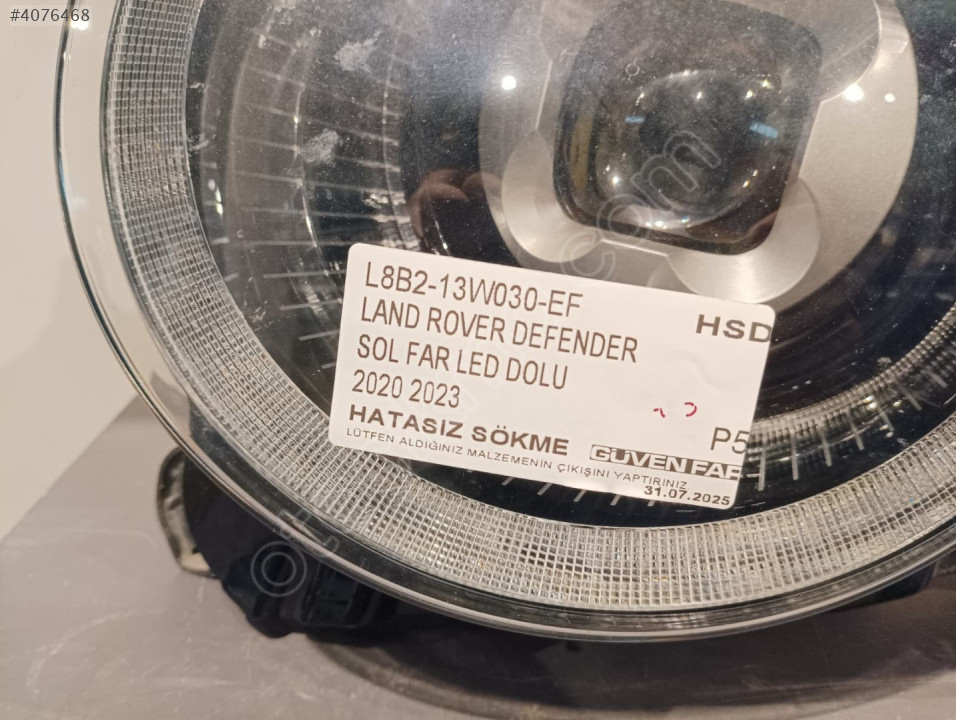 #4076468
L8B2-13W030-EF
HSD
LAND ROVER DEFENDER
SOL FAR LED DOLU
2020 2023
P5
HATASIZ SÖKME
GÜVEN FAR
LÜTFEN ALDIĞINIZ MALZEMENİN ÇIKIŞINI YAPTIRINIZ
31.07.2025
com